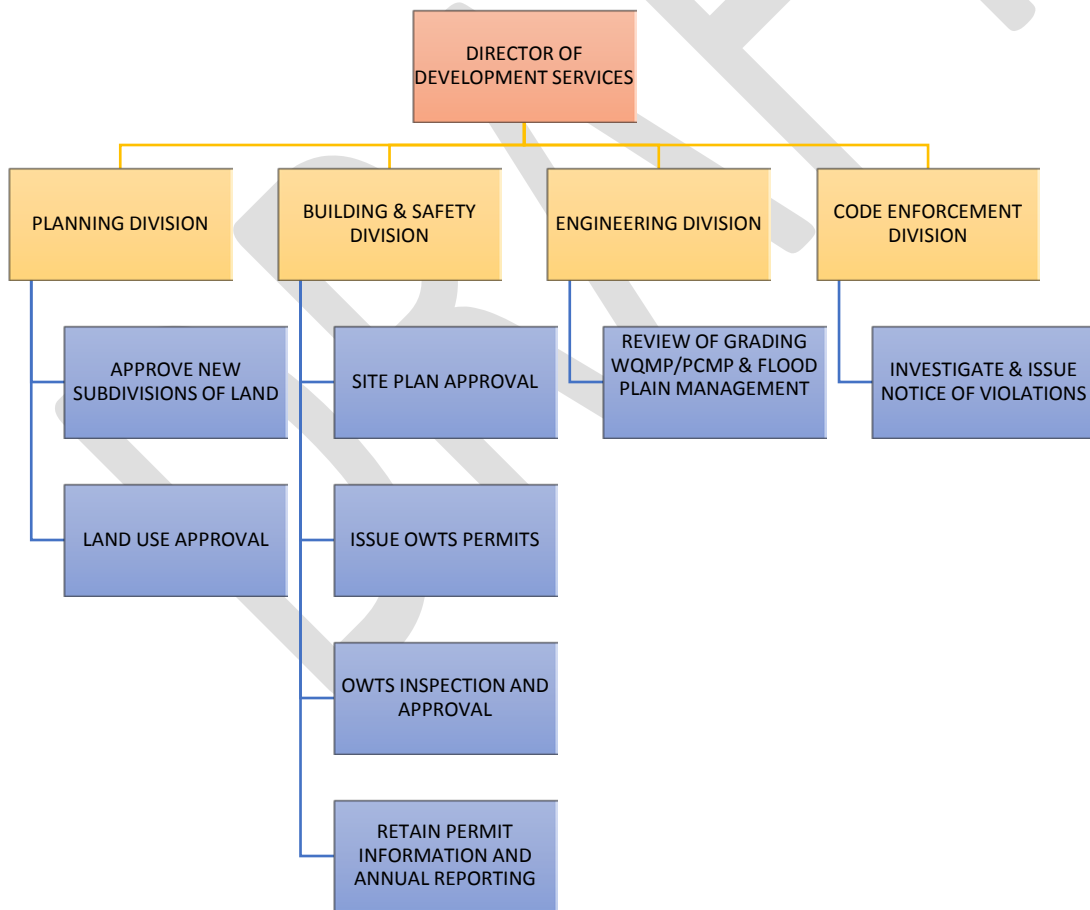 DIRECTOR OF
DEVELOPMENT SERVICES
PLANNING DIVISION
BUILDING & SAFETY
DIVISION
ENGINEERING DIVISION
CODE ENFORCEMENT
DIVISION
APPROVE NEW
SUBDIVISIONS OF LAND
LAND USE APPROVAL
SITE PLAN APPROVAL
ISSUE OWTS PERMITS
OWTS INSPECTION AND
APPROVAL
RETAIN PERMIT
INFORMATION AND
ANNUAL REPORTING
REVIEW OF GRADING
WQMP/PCMP & FLOOD
PLAIN MANAGEMENT
INVESTIGATE & ISSUE
NOTICE OF VIOLATIONS